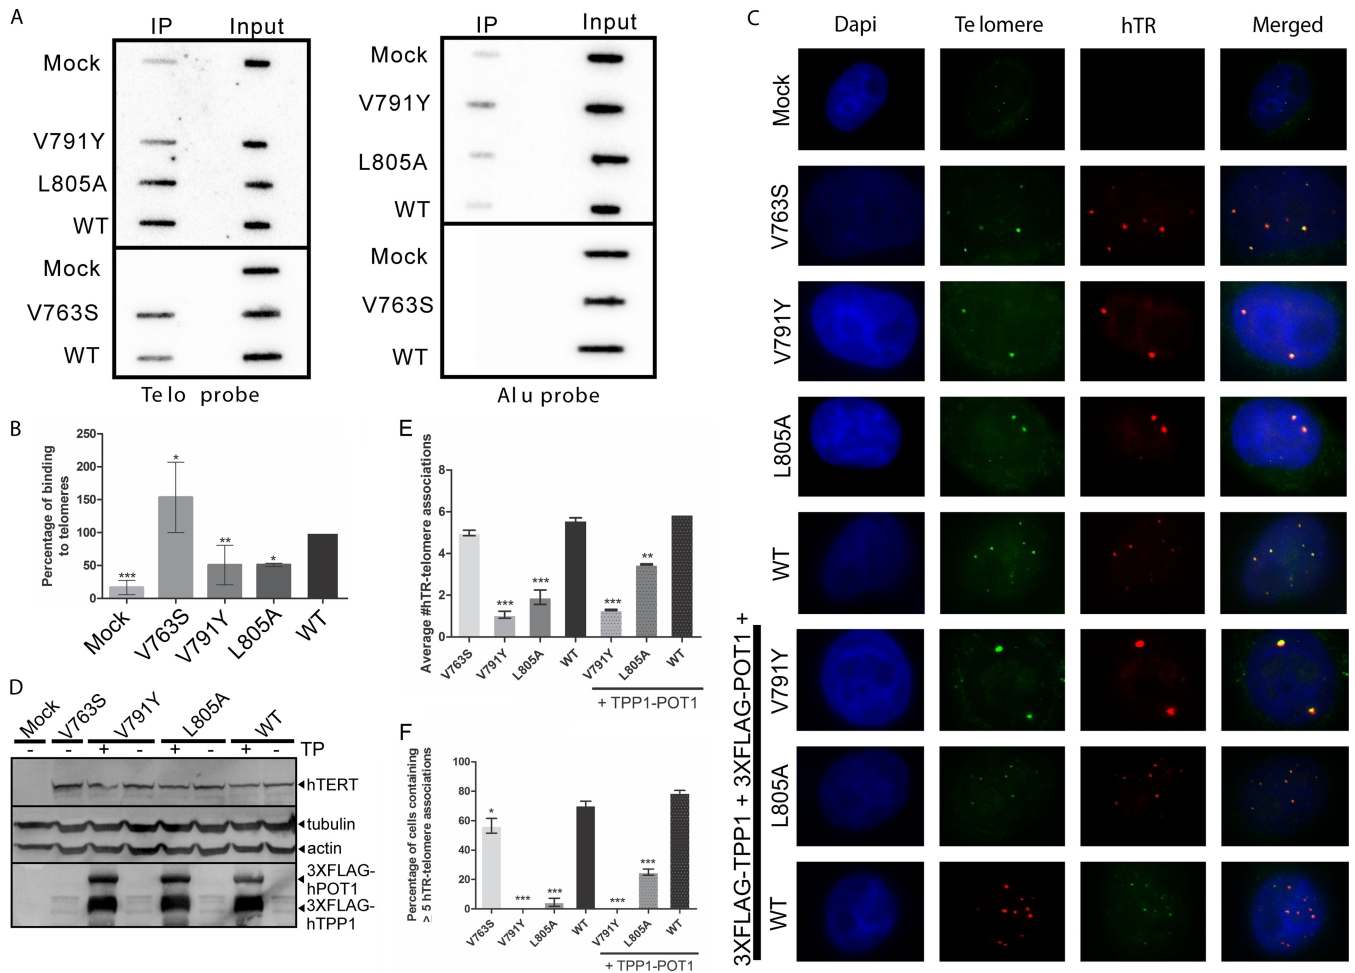 A
IP Input
Mock
V791Y
L805A
WT
Mock
V763S
WT
Te lo probe
IP Input
Mock
V791Y
L805A
WT
Mock
V763S
WT
Al u probe
B
Percentage of binding
to telomeres
250
200
150
100
50
0
*** * ** *
Mock V763S V791Y L805A WT
C
Dapi Te lomere hTR Merged
Mock
V763S
V791Y
L805A
WT
3XFLAG-TPP1 + 3XFLAG-POT1 +
V791Y
L805A
WT
D
Mock V763S V791Y L805A WT
- - + - + - + - TP
hTERT
tubulin
actin
3XFLAG-
hPOT1
3XFLAG-
hTPP1
E
Average #hTR-telomere associations
8
6
4
2
0
*** *** *** **
V763S V791Y L805A WT V791Y L805A WT
+ TPP1-POT1
F
Percentage of cells containing
≥ 5 hTR-telomere associations
100
80
60
40
20
0
* *** *** *** ***
V763S V791Y L805A WT V791Y L805A WT
+ TPP1-POT1